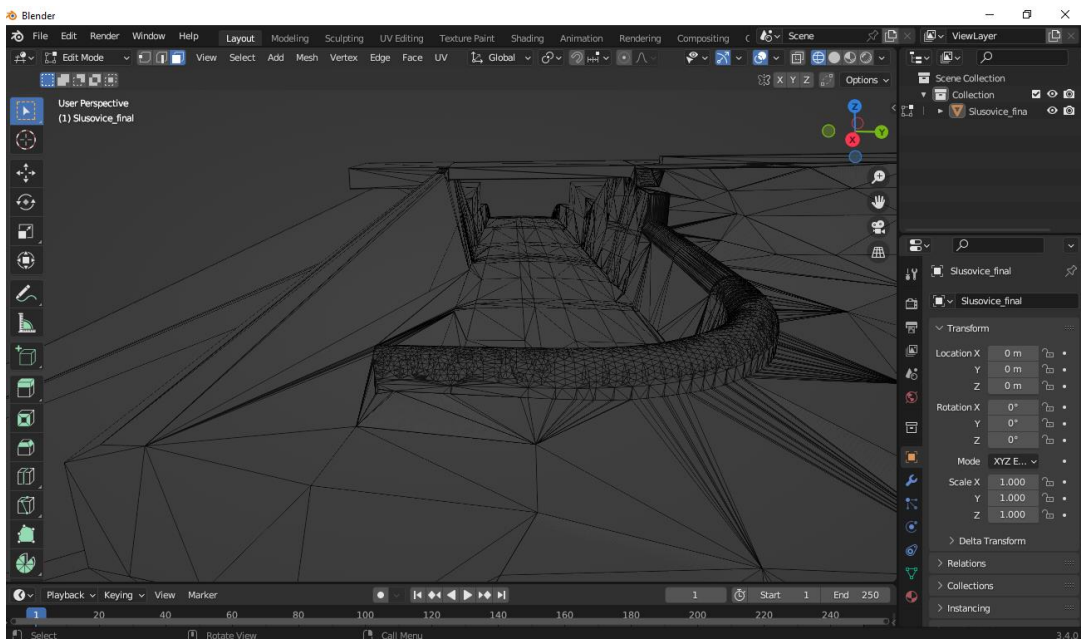 Blender
File Edit Render Window Help Layout Modeling Sculpting UV Editing Texture Paint Shading Animation Rendering Compositing Scene ViewLayer
Edit Mode View Select Add Mesh Vertex Edge Face UV Global
X Y Z Options
User Perspective
(1) Slusovice_final
Z
Y
X
Scene Collection
Collection
Slusovice_fina
Slusovice_final
Slusovice_final
Transform
Location X 0 m
Y 0 m
Z 0 m
Rotation X 0°
Y 0°
Z 0°
Mode XYZ E...
Scale X 1.000
Y 1.000
Z 1.000
Delta Transform
Relations
Collections
Instancing
Playback Keying View Marker 1 Start 1 End 250
1 20 40 60 80 100 120 140 160 180 200 220 240
Select Rotate View Call Menu 3.4.0